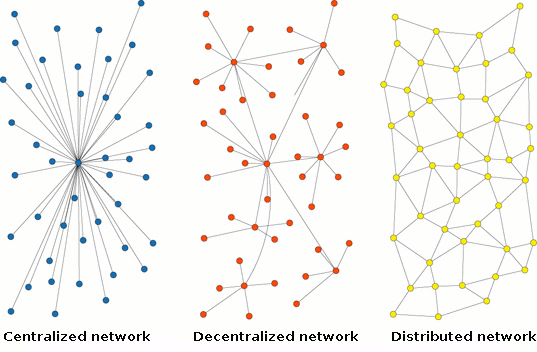 Centralized network
Decentralized network
Distributed network